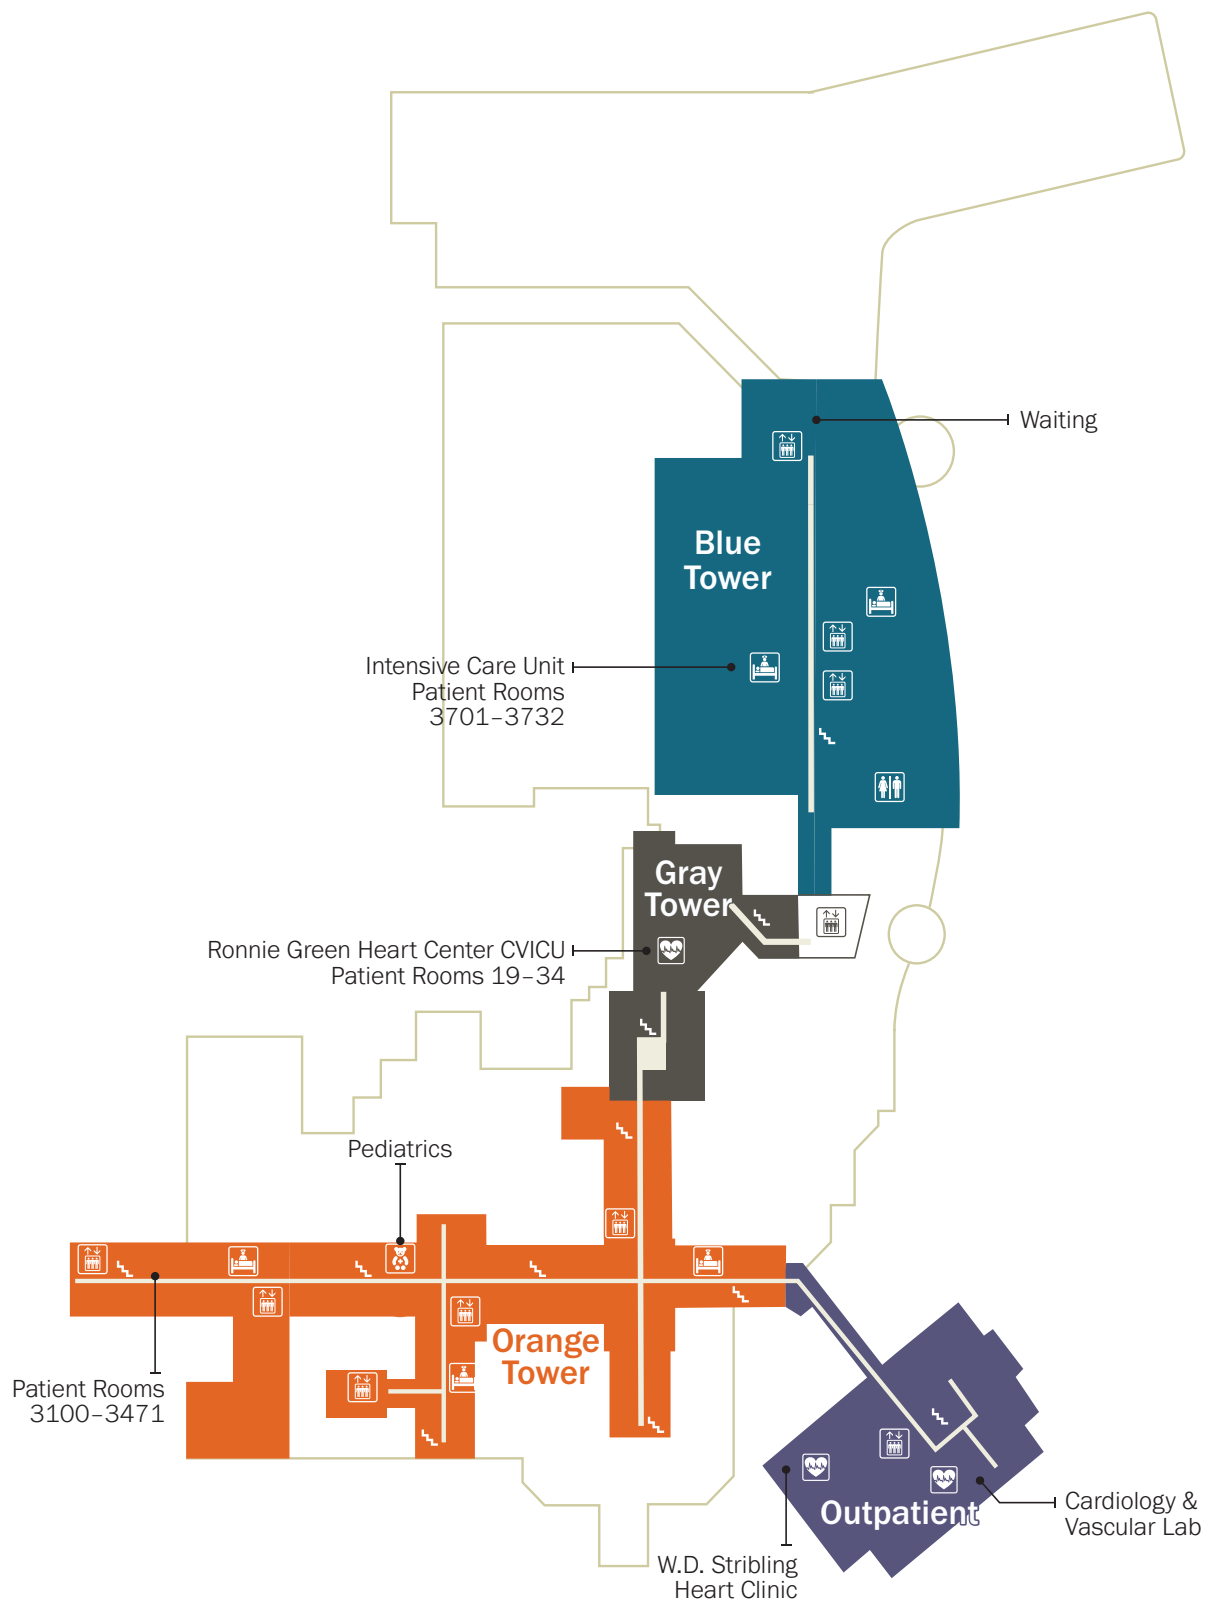 Waiting
Blue
Tower
Intensive Care Unit
Patient Rooms
3701–3732
Gray
Tower
Ronnie Green Heart Center CVICU
Patient Rooms 19–34
Pediatrics
Orange
Tower
Patient Rooms
3100–3471
Outpatient
Cardiology &
Vascular Lab
W.D. Stribling
Heart Clinic